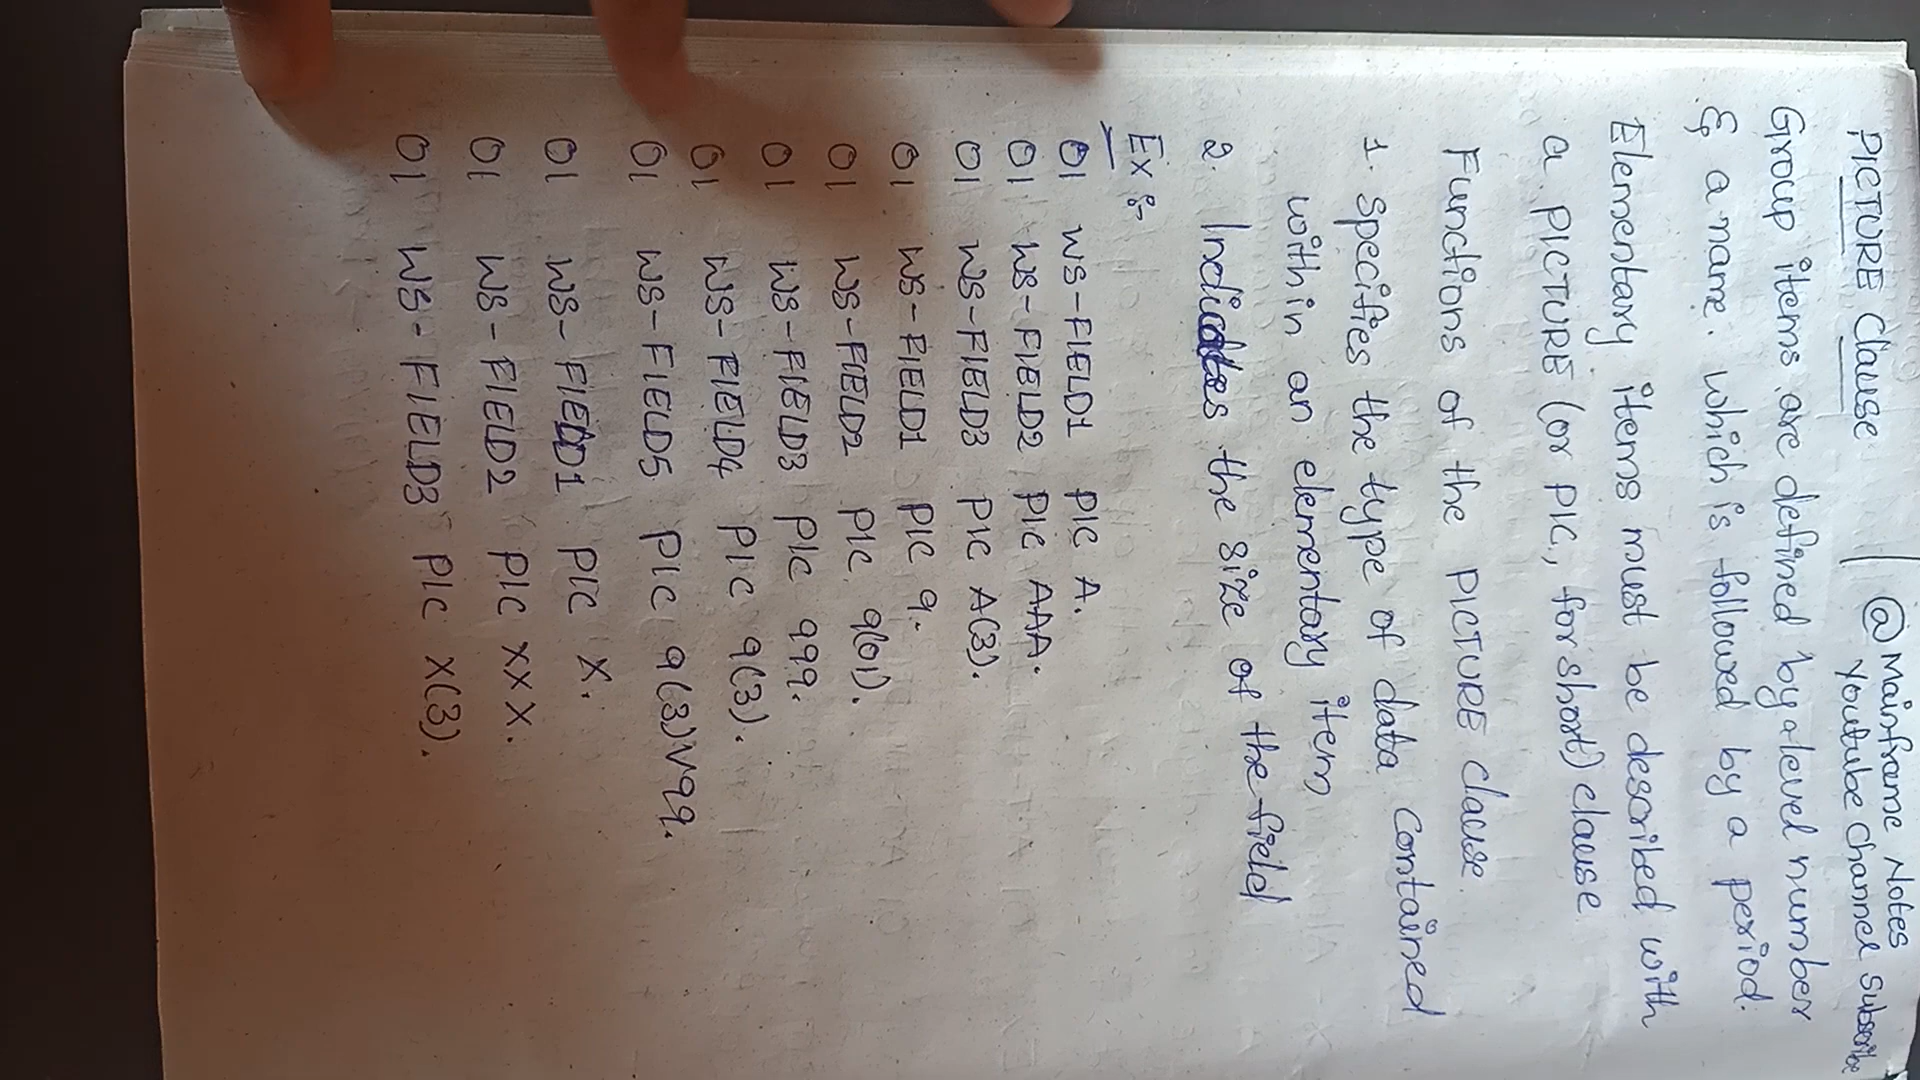 PICTURE Clause
@Mainframe Notes
Youtube channel subscribe
Group items are defined by a level numbers
& a name. which is followed by a period.
Elementary items must be described with
a PICTURE (or PIC, for short) clause
Functions of the PICTURE clause.
1. specifies the type of data contained
within an elementary item
2. Indicates the size of the field
Ex :-
01 WS-FIELD1 PIC A.
01 WS-FIELD2 PIC AAA.
01 WS-FIELD3 PIC A(3).
01 WS-FIELD1 PIC 9.
01 WS-FIELD2 PIC 9(01).
01 WS-FIELD3 PIC 999.
01 WS-FIELD4 PIC 9(3).
01 WS-FIELD5 PIC 9(3)V99.
01 WS-FIELD1 PIC X.
01 WS-FIELD2 PIC XXX.
01 WS-FIELD3 PIC X(3).